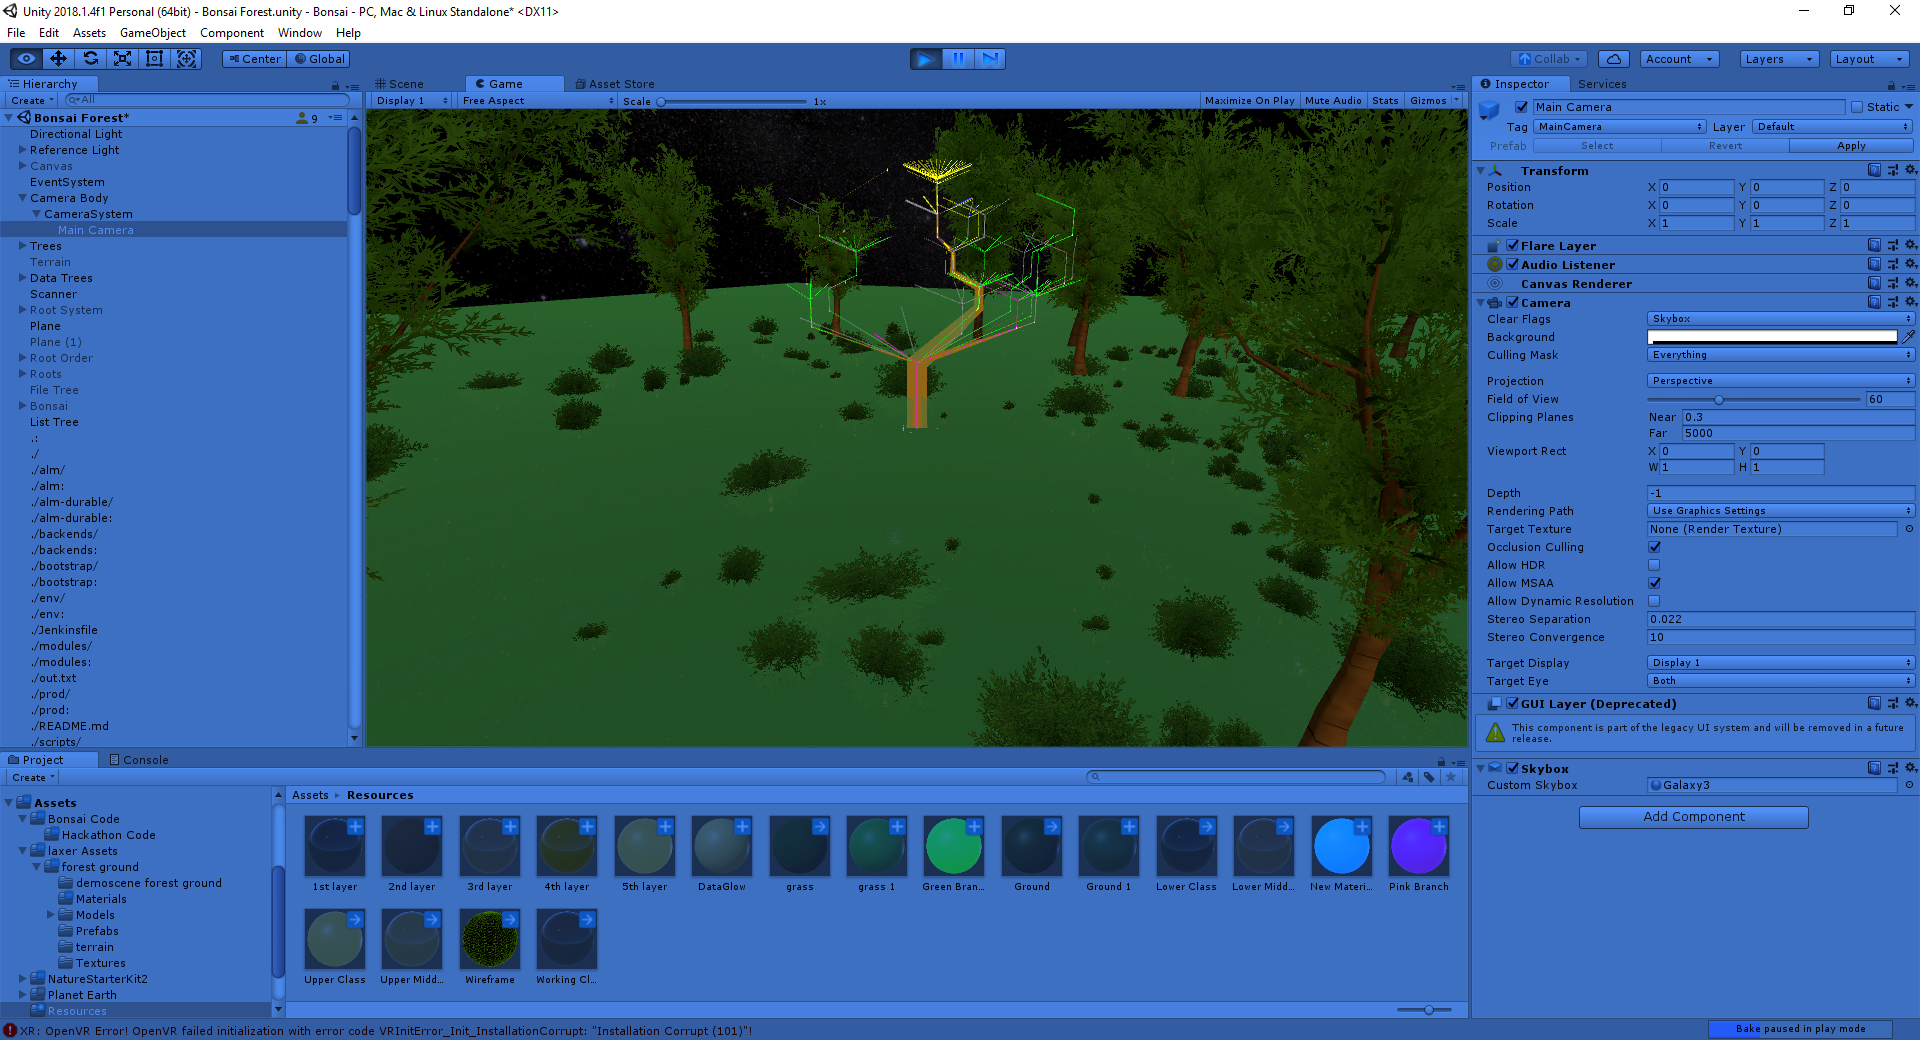 Unity 2018.1.4f1 Personal (64bit) - Bonsai Forest.unity - Bonsai - PC, Mac & Linux Standalone* <DX11>
File Edit Assets GameObject Component Window Help
Center Global
Collab Account Layers Layout
Hierarchy
Create All
Bonsai Forest*
9
Directional Light
Reference Light
Canvas
EventSystem
Camera Body
CameraSystem
Main Camera
Trees
Terrain
Data Trees
Scanner
Root System
Plane
Plane (1)
Root Order
Roots
File Tree
Bonsai
List Tree
.:
./
./alm/
./alm:
./alm-durable/
./alm-durable:
./backends/
./backends:
./bootstrap/
./bootstrap:
./env/
./env:
./Jenkinsfile
./modules/
./modules:
./out.txt
./prod/
./prod:
./README.md
./scripts/
Scene Game Asset Store
Display 1 Free Aspect Scale 1x Maximize On Play Mute Audio Stats Gizmos
Inspector Services
Main Camera Static
Tag MainCamera Layer Default
Prefab Select Revert Apply
Transform
Position X 0 Y 0 Z 0
Rotation X 0 Y 0 Z 0
Scale X 1 Y 1 Z 1
Flare Layer
Audio Listener
Canvas Renderer
Camera
Clear Flags Skybox
Background
Culling Mask Everything
Projection Perspective
Field of View 60
Clipping Planes Near 0.3
Far 5000
Viewport Rect X 0 Y 0
W 1 H 1
Depth -1
Rendering Path Use Graphics Settings
Target Texture None (Render Texture)
Occlusion Culling
Allow HDR
Allow MSAA
Allow Dynamic Resolution
Stereo Separation 0.022
Stereo Convergence 10
Target Display Display 1
Target Eye Both
GUI Layer (Deprecated)
This component is part of the legacy UI system and will be removed in a future
release.
Skybox
Custom Skybox Galaxy3
Add Component
Project Console
Create
Assets
Bonsai Code
Hackathon Code
laxer Assets
forest ground
demoscene forest ground
Materials
Models
Prefabs
terrain
Textures
NatureStarterKit2
Planet Earth
Resources
Assets Resources
1st layer 2nd layer 3rd layer 4th layer 5th layer DataGlow grass grass 1 Green Bran... Ground Ground 1 Lower Class Lower Midd... New Materi... Pink Branch
Upper Class Upper Midd... Wireframe Working Cl...
XR: OpenVR Error! OpenVR failed initialization with error code VRInitError_Init_InstallationCorrupt: "Installation Corrupt (101)"!
Bake paused in play mode